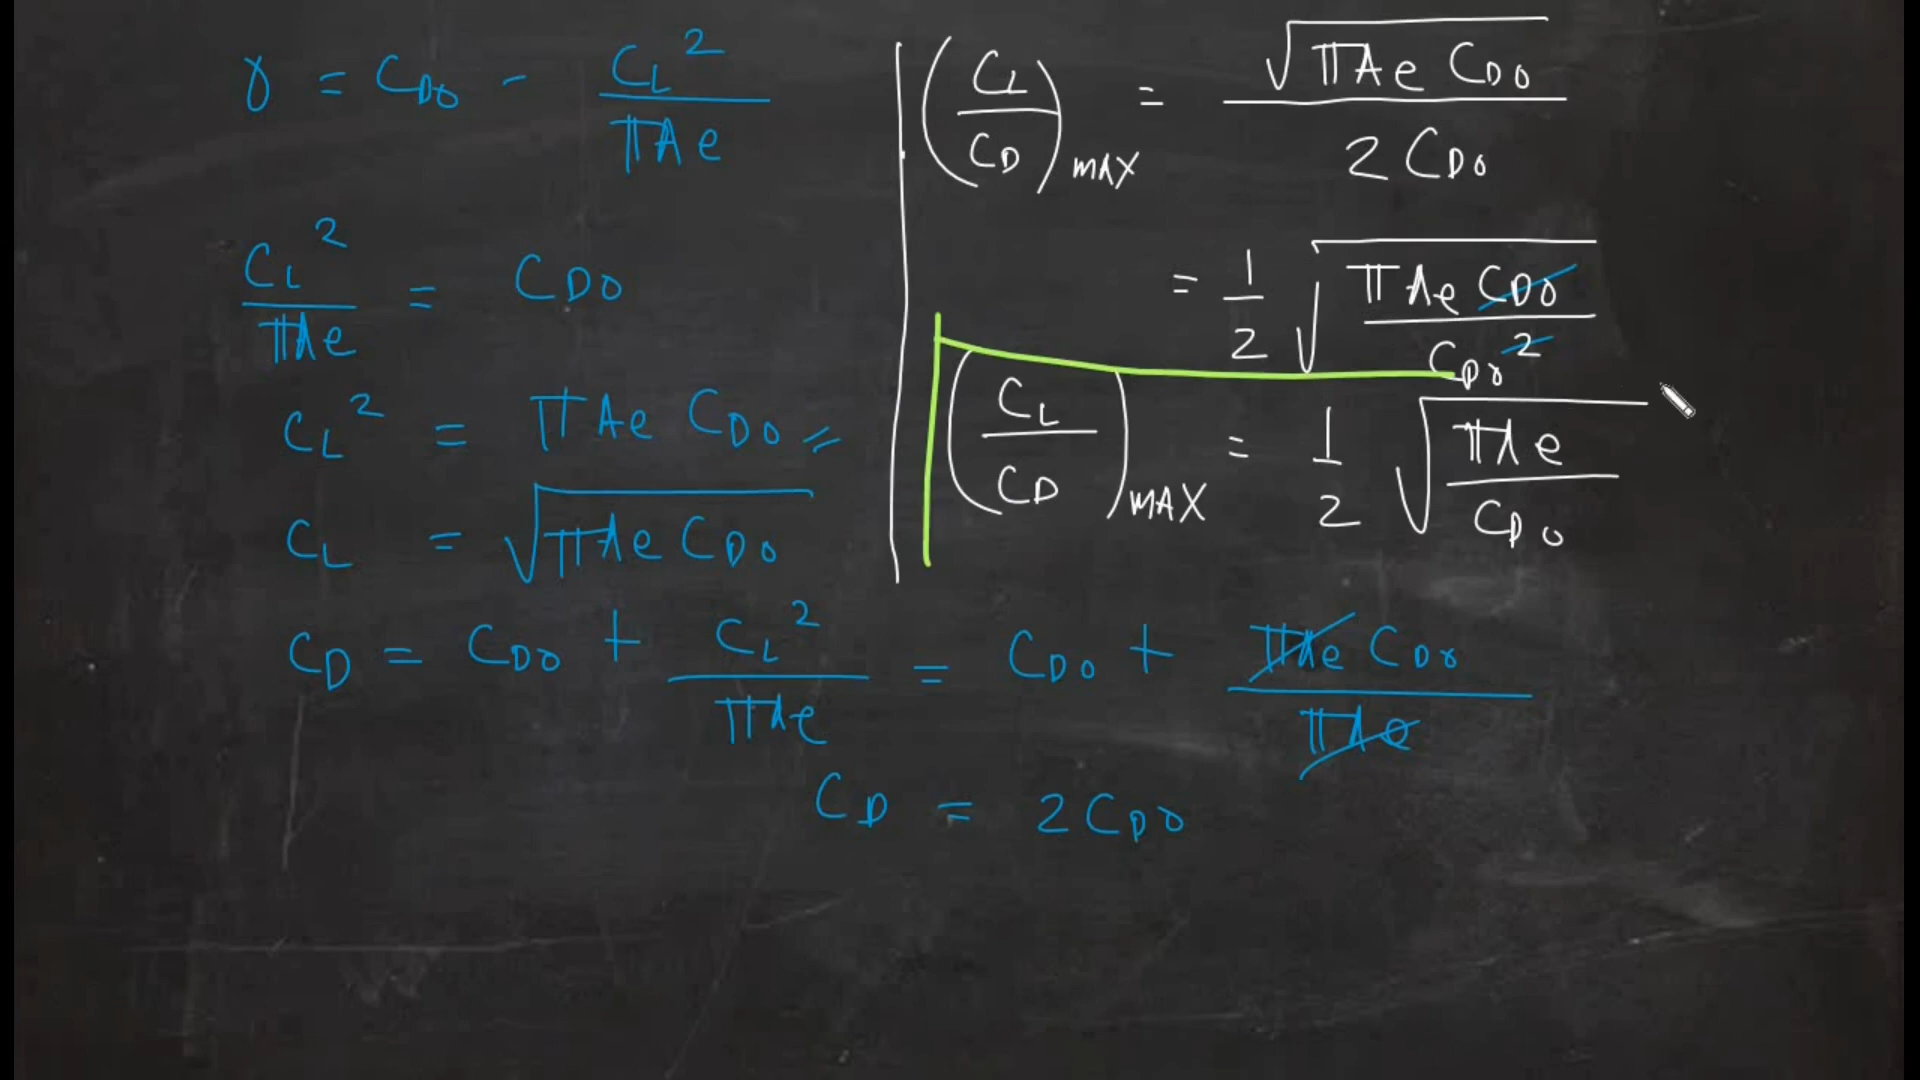 γ = CD0 - CL² / πAe
CL² / πAe = CD0
CL² = πAe CD0 =
CL = √(πAe CD0)
(CL / CD)MAX = √(πAe CD0) / 2CD0
= 1/2 √(πAe CD0 / CD0²)
(CL / CD)MAX = 1/2 √(πAe / CD0)
CD = CD0 + CL² / πAe = CD0 + πAe CD0 / πAe
CD = 2CD0